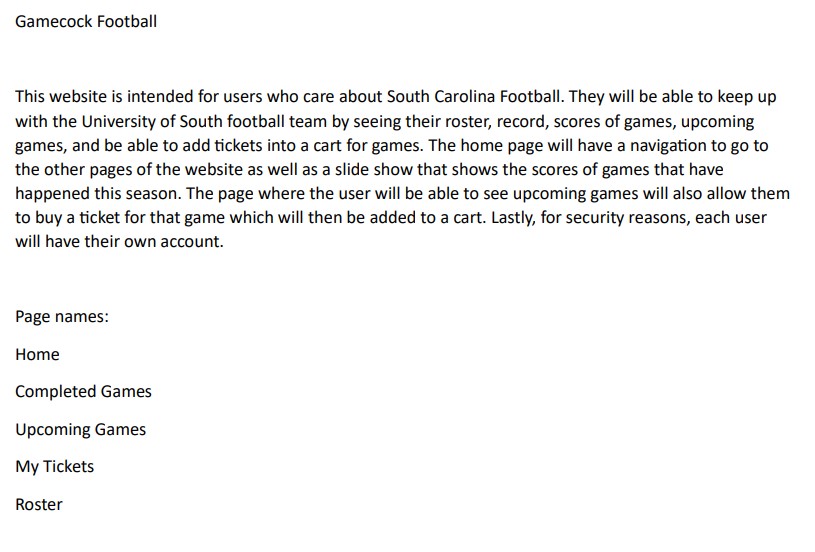 Gamecock Football
This website is intended for users who care about South Carolina Football. They will be able to keep up
with the University of South football team by seeing their roster, record, scores of games, upcoming
games, and be able to add tickets into a cart for games. The home page will have a navigation to go to
the other pages of the website as well as a slide show that shows the scores of games that have
happened this season. The page where the user will be able to see upcoming games will also allow them
to buy a ticket for that game which will then be added to a cart. Lastly, for security reasons, each user
will have their own account.
Page names:
Home
Completed Games
Upcoming Games
My Tickets
Roster